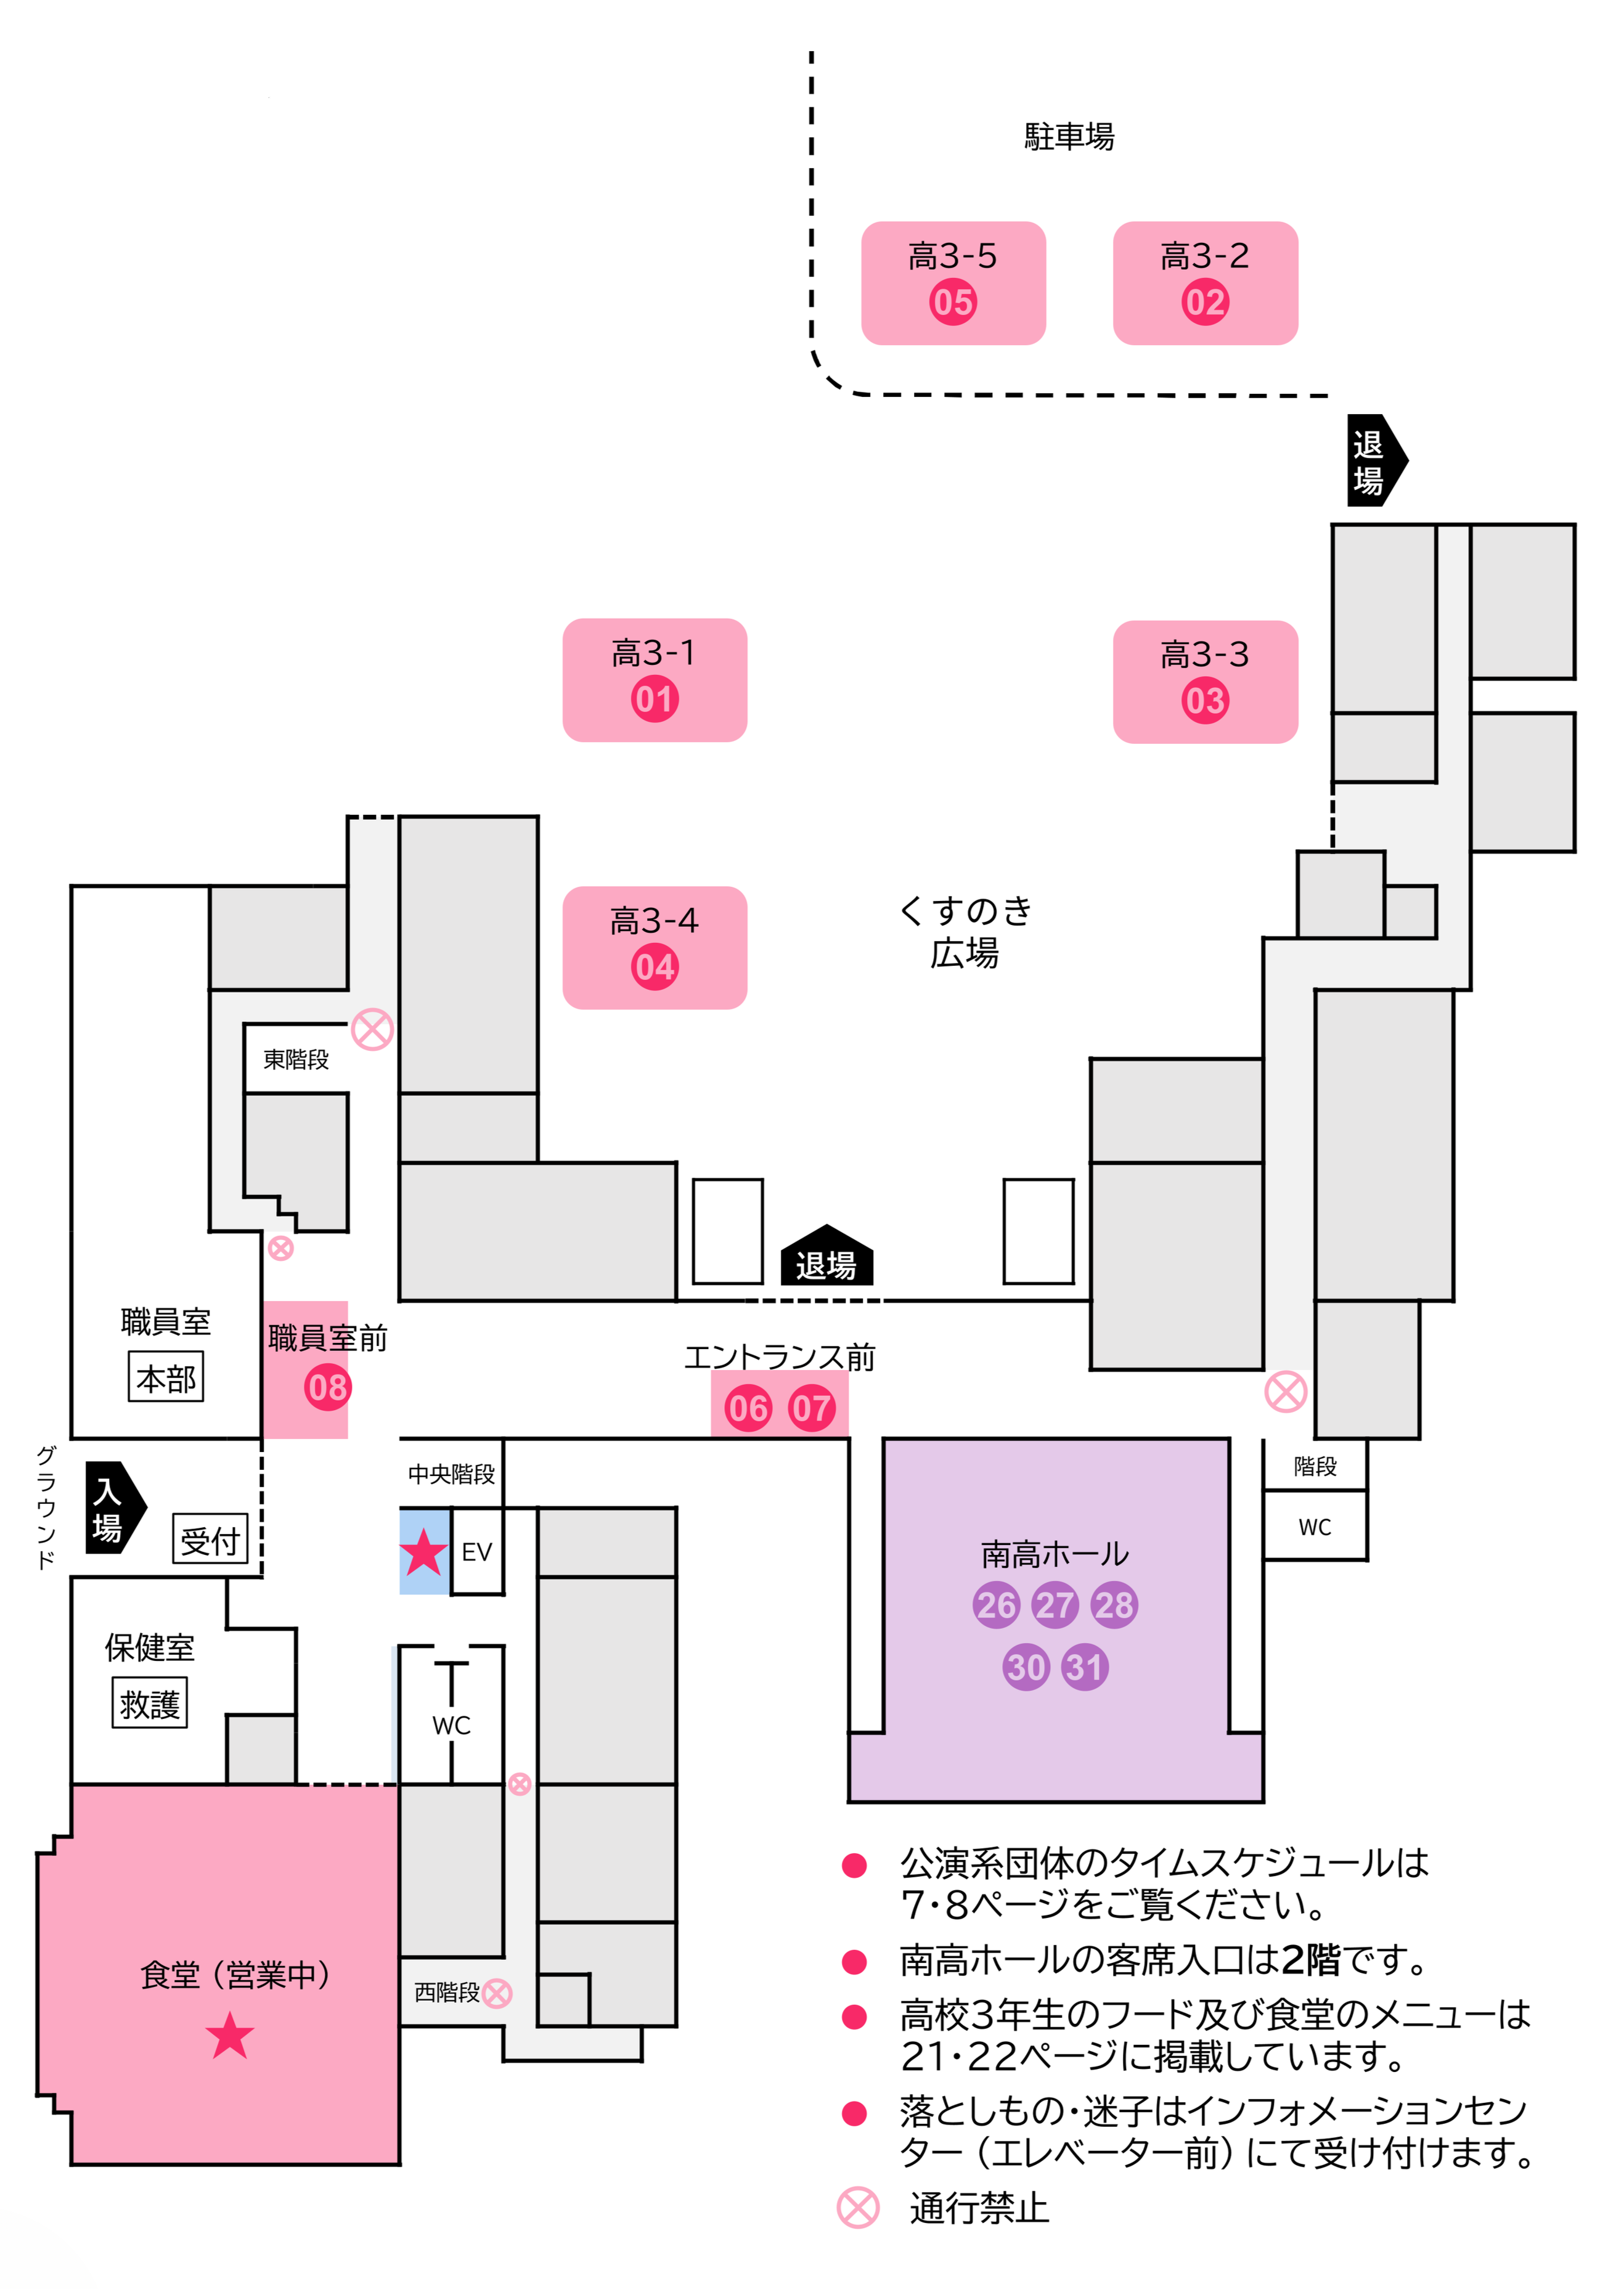 駐車場
高3-5
05
高3-2
02
退場
高3-1
01
高3-3
03
高3-4
04
くすのき
広場
東階段
退場
職員室
本部
職員室前
08
エントランス前
06 07
グラウンド
入場
受付
中央階段
EV
階段
WC
南高ホール
26 27 28
30 31
保健室
救護
WC
食堂（営業中）
西階段
公演系団体のタイムスケジュールは
7・8ページをご覧ください。
南高ホールの客席入口は2階です。
高校3年生のフード及び食堂のメニューは
21・22ページに掲載しています。
落としもの・迷子はインフォメーションセン
ター（エレベーター前）にて受け付けます。
通行禁止